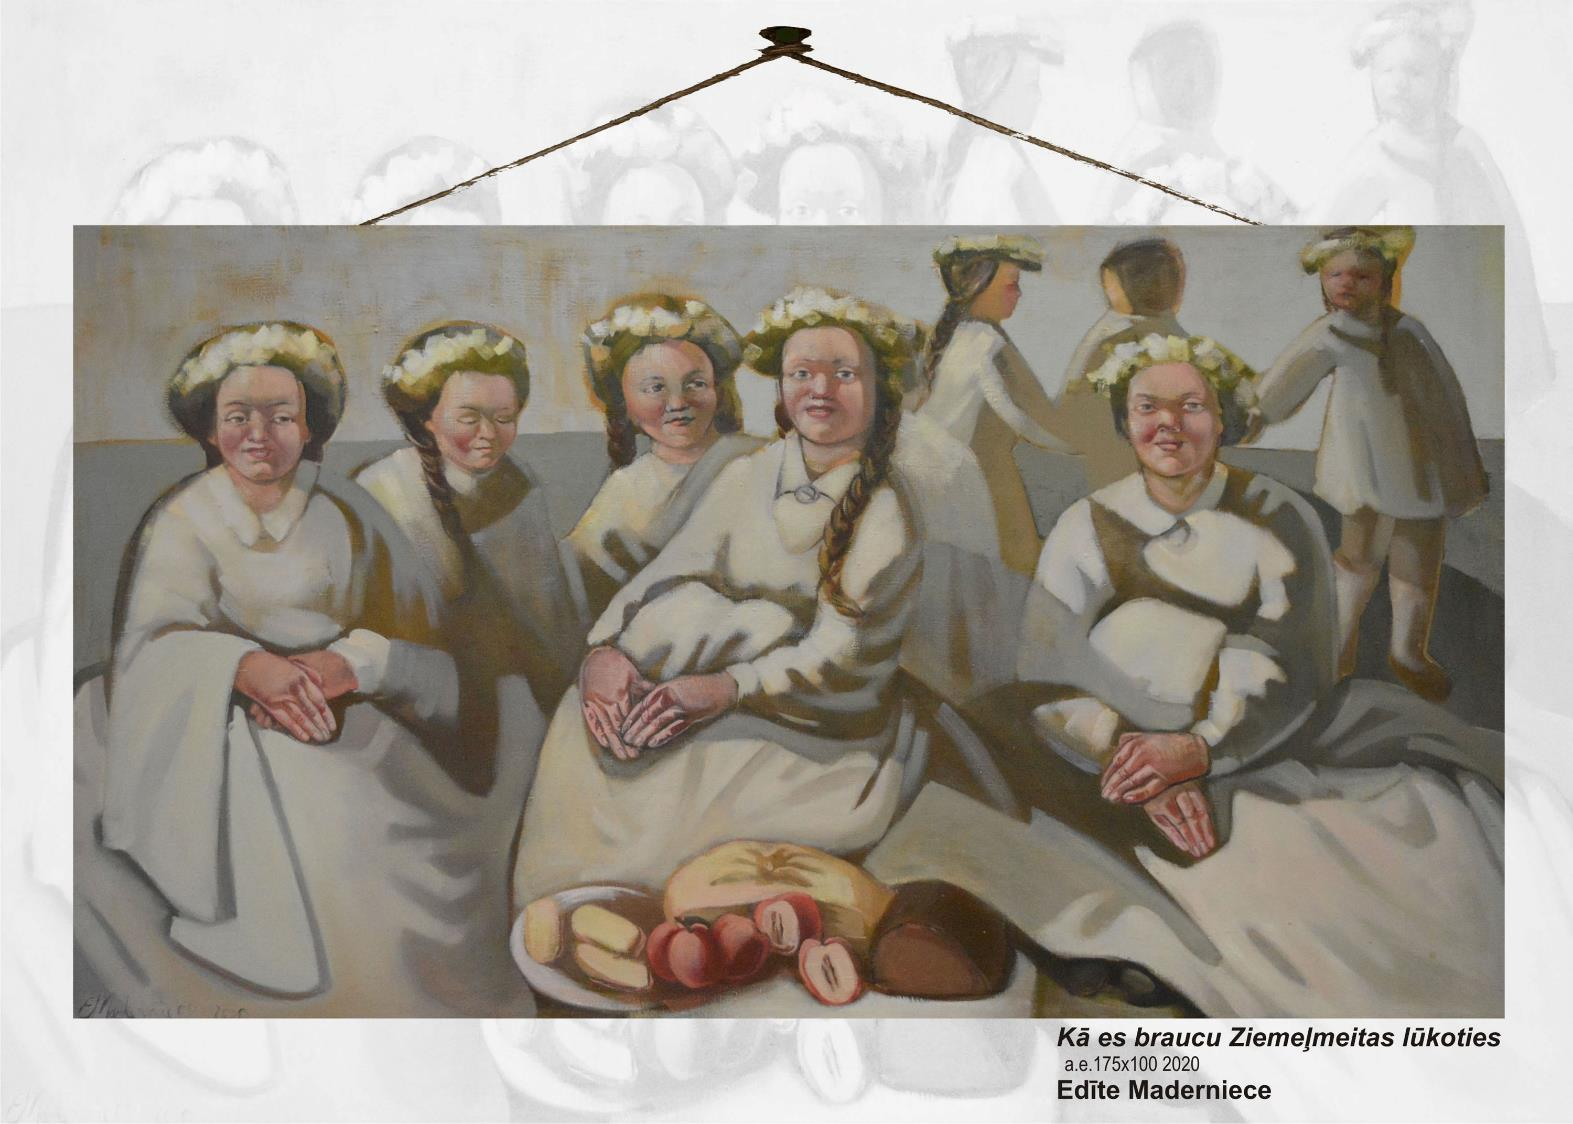 Kā es braucu Ziemeļmeitas lūkoties
a.e.175x100 2020
Edīte Maderniece